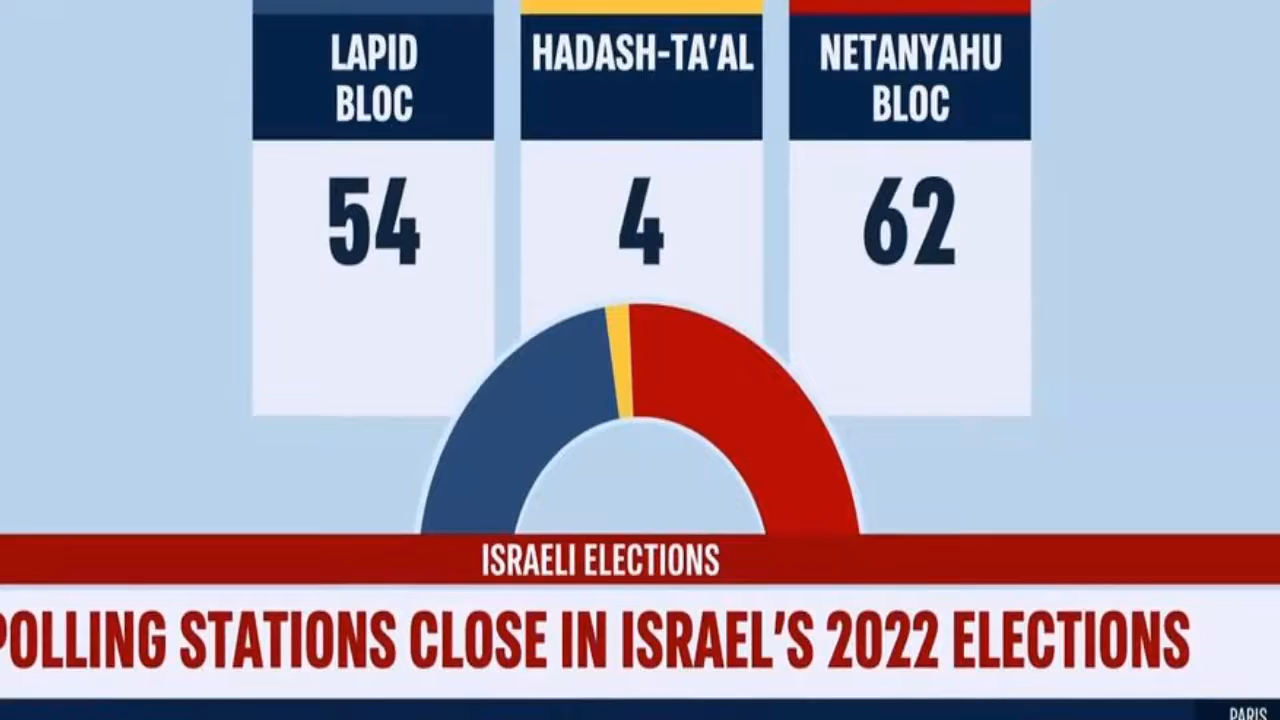 LAPID
BLOC
HADASH-TA'AL
NETANYAHU
BLOC
54
4
62
ISRAELI ELECTIONS
POLLING STATIONS CLOSE IN ISRAEL'S 2022 ELECTIONS
PARIS